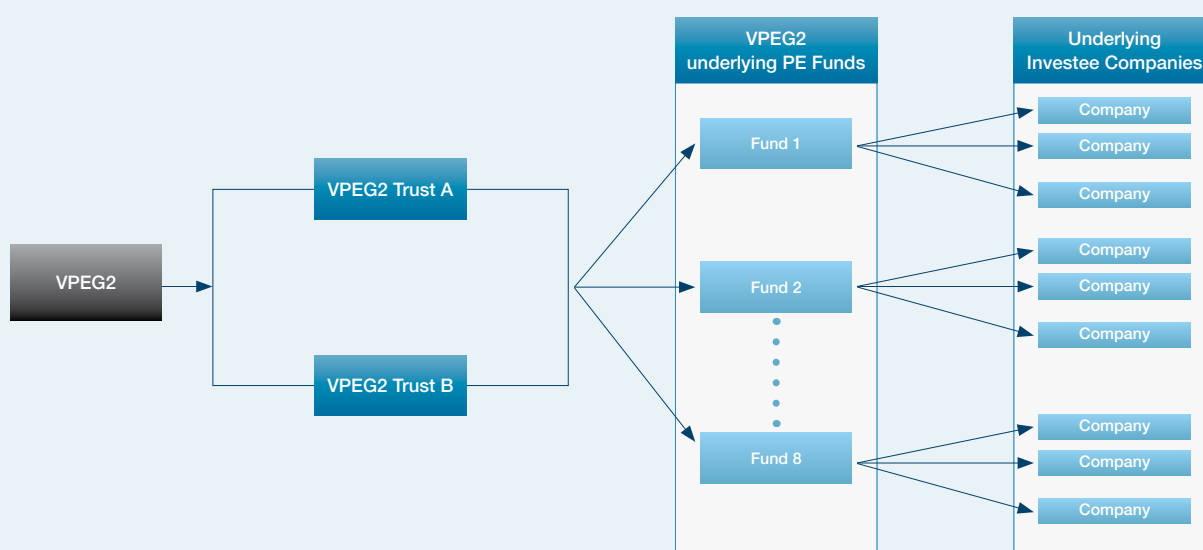 VPEG2
VPEG2 Trust A
VPEG2 Trust B
VPEG2
underlying PE Funds
Fund 1
Fund 2
Fund 8
Underlying
Investee Companies
Company
Company
Company
Company
Company
Company
Company
Company
Company